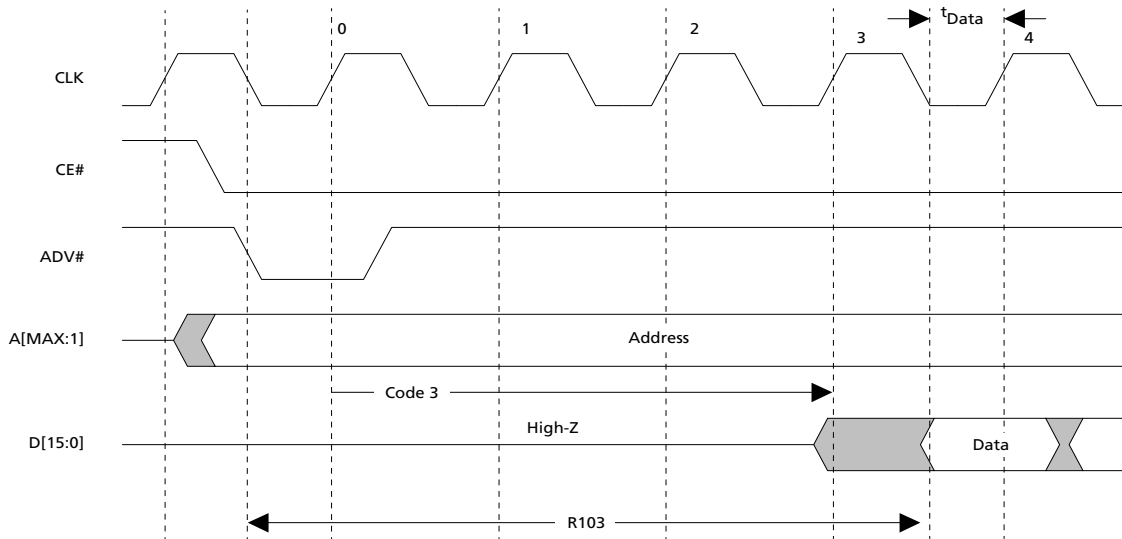 tData
0
1
2
3
4
CLK
CE#
ADV#
A[MAX:1]
Address
Code 3
High-Z
D[15:0]
Data
R103